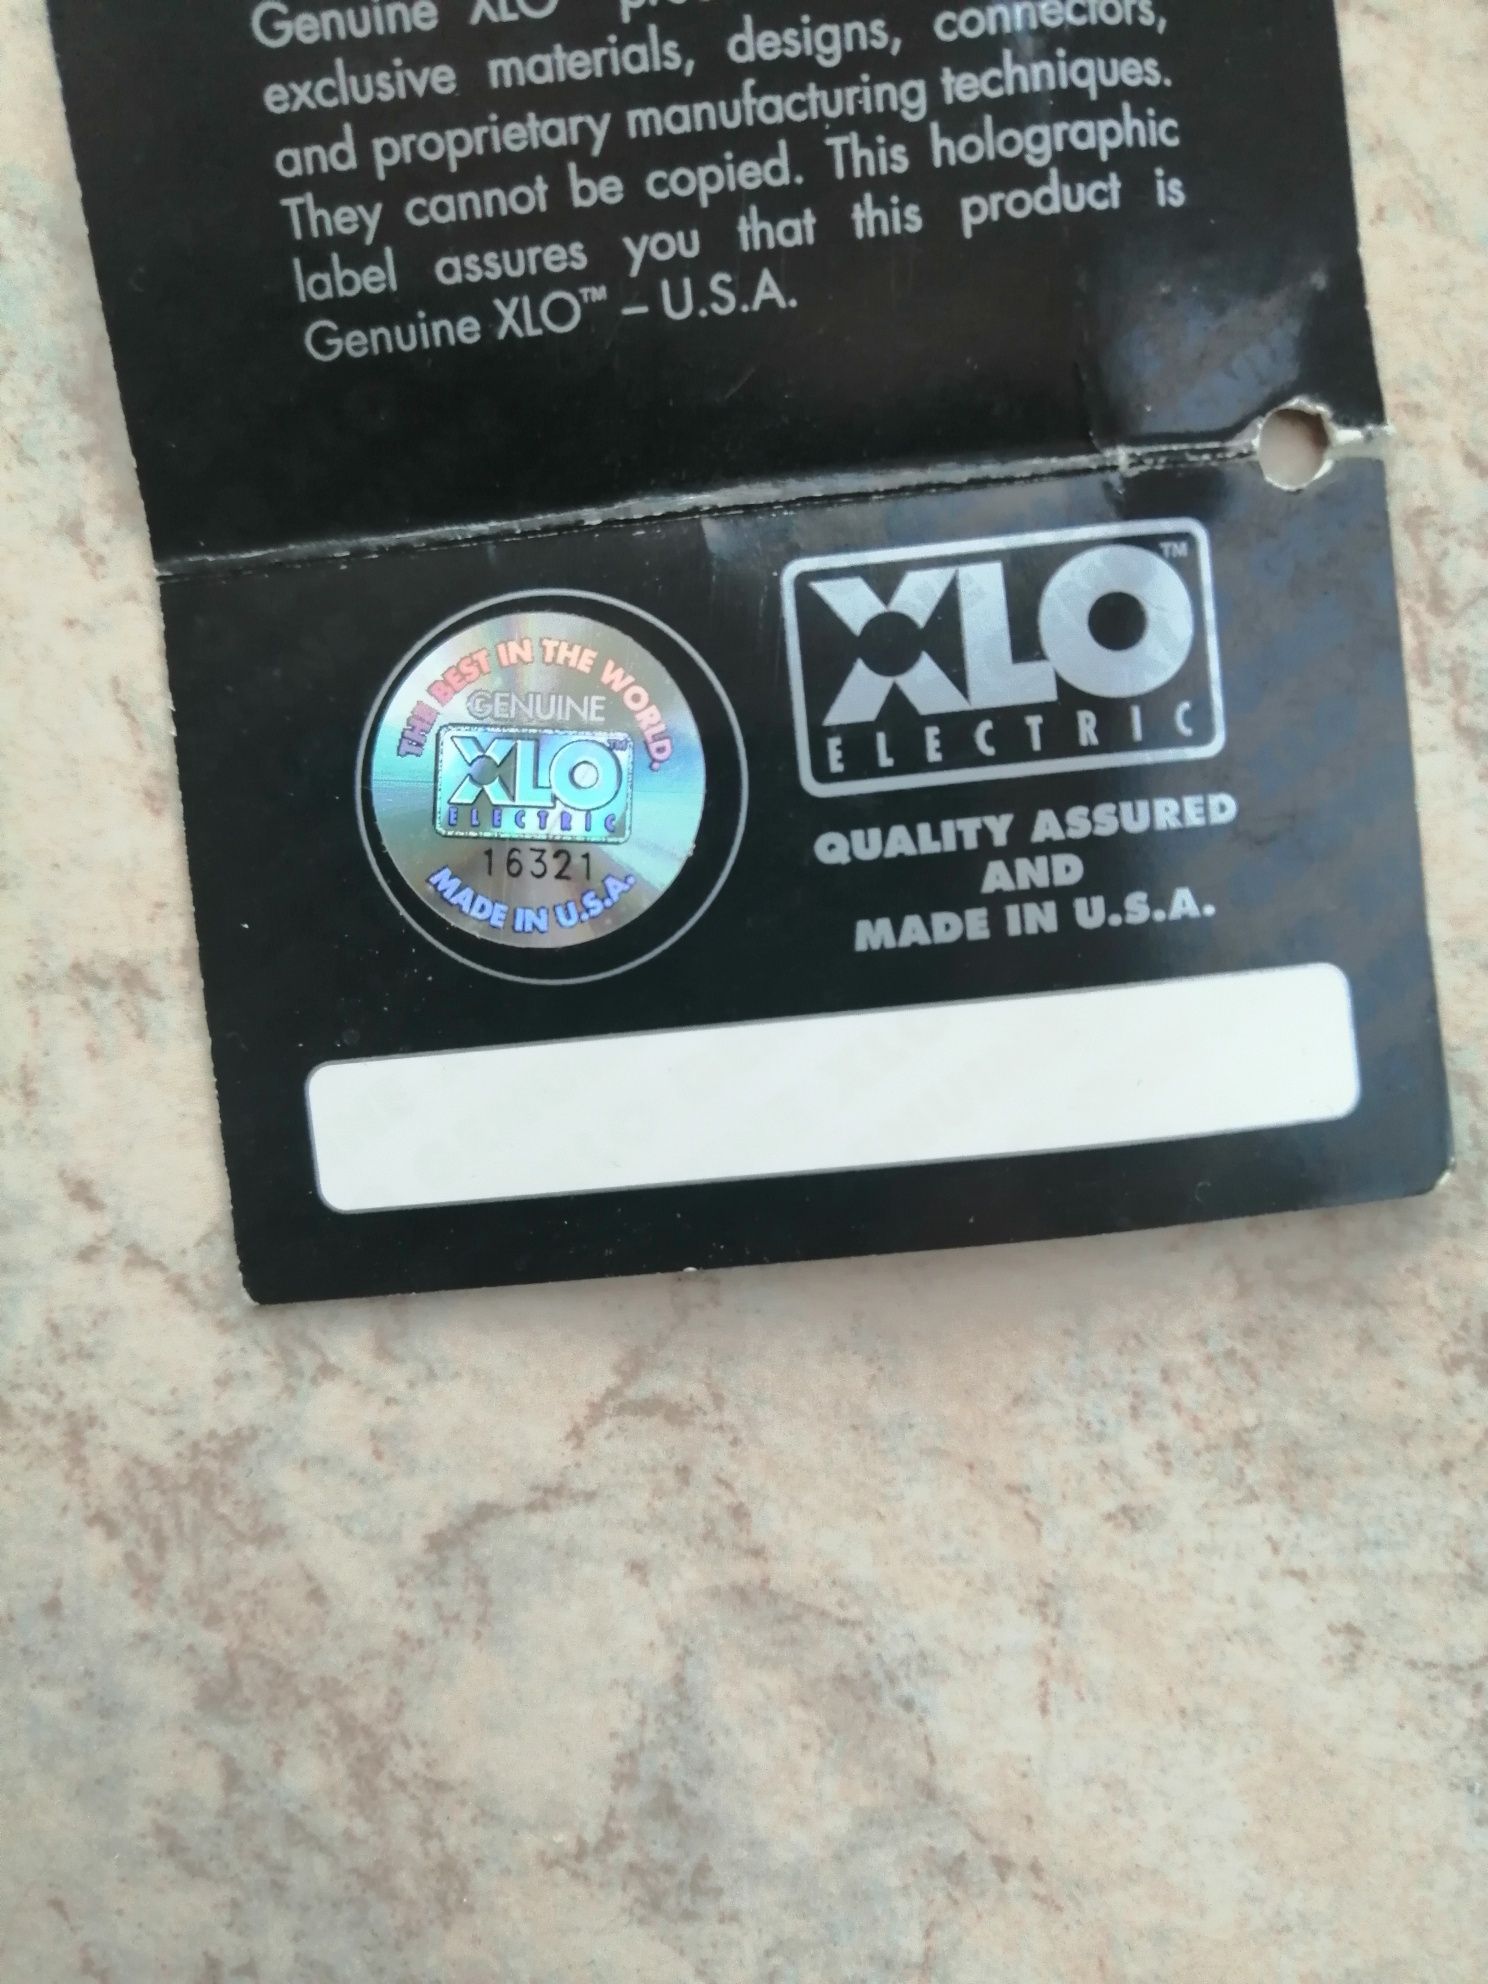 Genuine XLO
exclusive materials, designs, connectors,
and proprietary manufacturing techniques.
They cannot be copied. This holographic
label assures you that this product is
Genuine XLO™ – U.S.A.
THE BEST IN THE WORLD.
GENUINE
XLO™
ELECTRIC
16321
MADE IN U.S.A.
XLO™
ELECTRIC
QUALITY ASSURED
AND
MADE IN U.S.A.